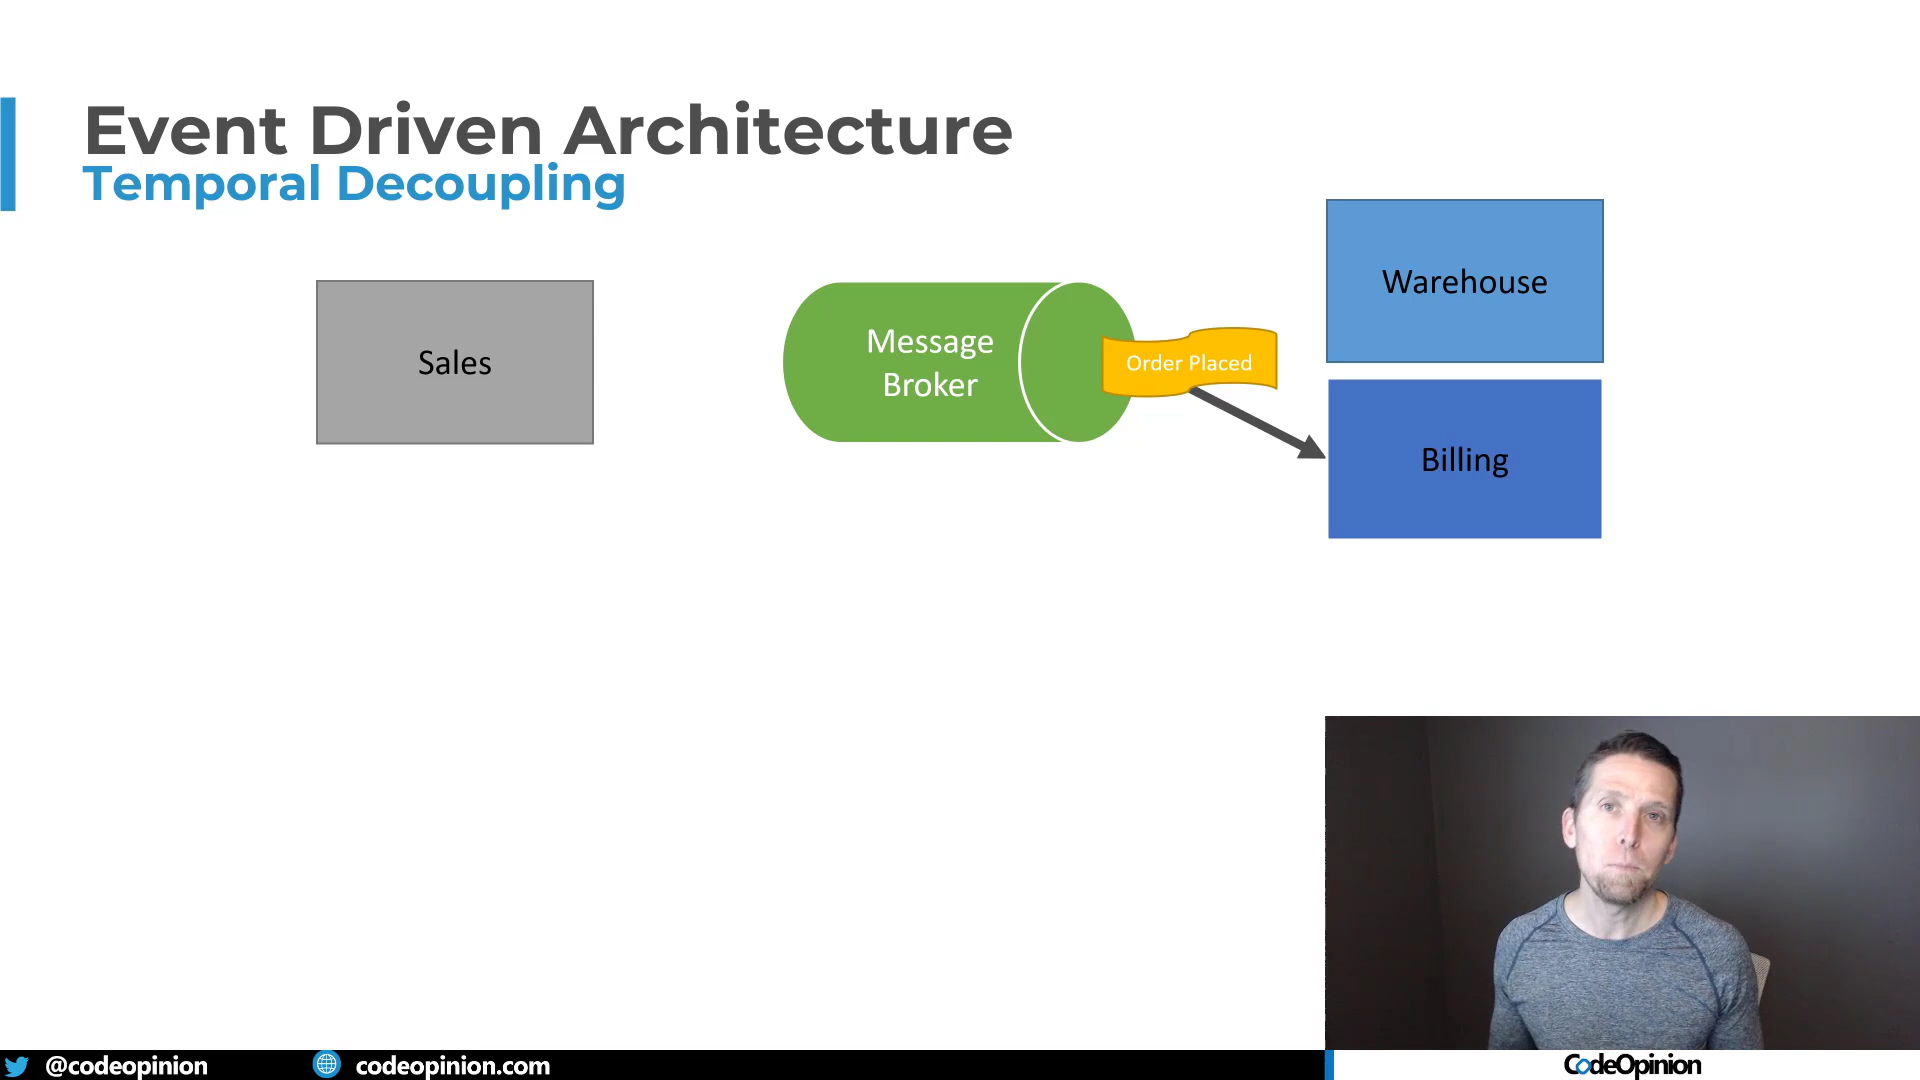 Event Driven Architecture
Temporal Decoupling
Warehouse
Sales
Message
Broker
Order Placed
Billing
@codeopinion
codeopinion.com
CodeOpinion